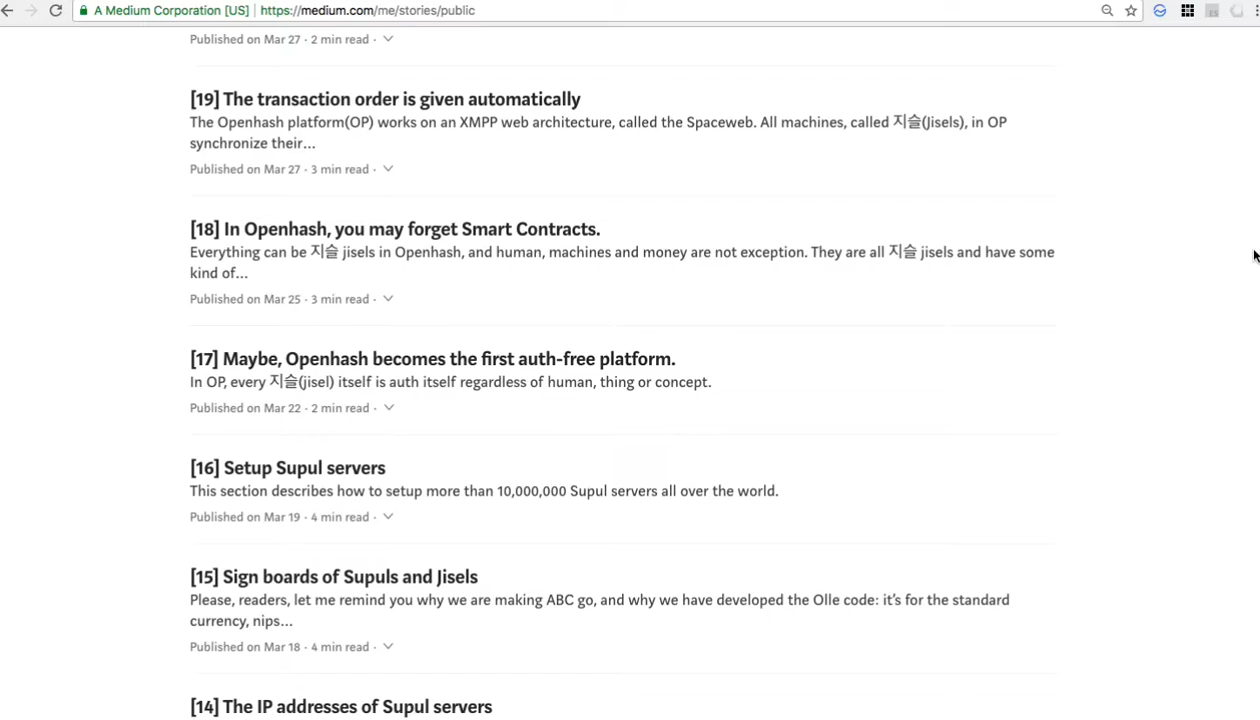 A Medium Corporation [US] | https://medium.com/me/stories/public
Published on Mar 27 · 2 min read ·
[19] The transaction order is given automatically
The Openhash platform(OP) works on an XMPP web architecture, called the Spaceweb. All machines, called 지슬(Jisels), in OP
synchronize their...
Published on Mar 27 · 3 min read ·
[18] In Openhash, you may forget Smart Contracts.
Everything can be 지슬 jisels in Openhash, and human, machines and money are not exception. They are all 지슬 jisels and have some
kind of...
Published on Mar 25 · 3 min read ·
[17] Maybe, Openhash becomes the first auth-free platform.
In OP, every 지슬(jisel) itself is auth itself regardless of human, thing or concept.
Published on Mar 22 · 2 min read ·
[16] Setup Supul servers
This section describes how to setup more than 10,000,000 Supul servers all over the world.
Published on Mar 19 · 4 min read ·
[15] Sign boards of Supuls and Jisels
Please, readers, let me remind you why we are making ABC go, and why we have developed the Olle code: it's for the standard
currency, nips...
Published on Mar 18 · 4 min read ·
[14] The IP addresses of Supul servers